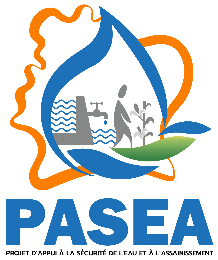 PASEA
PROJET D'APPUI À LA SÉCURITÉ DE L'EAU ET À L'ASSAINISSEMENT